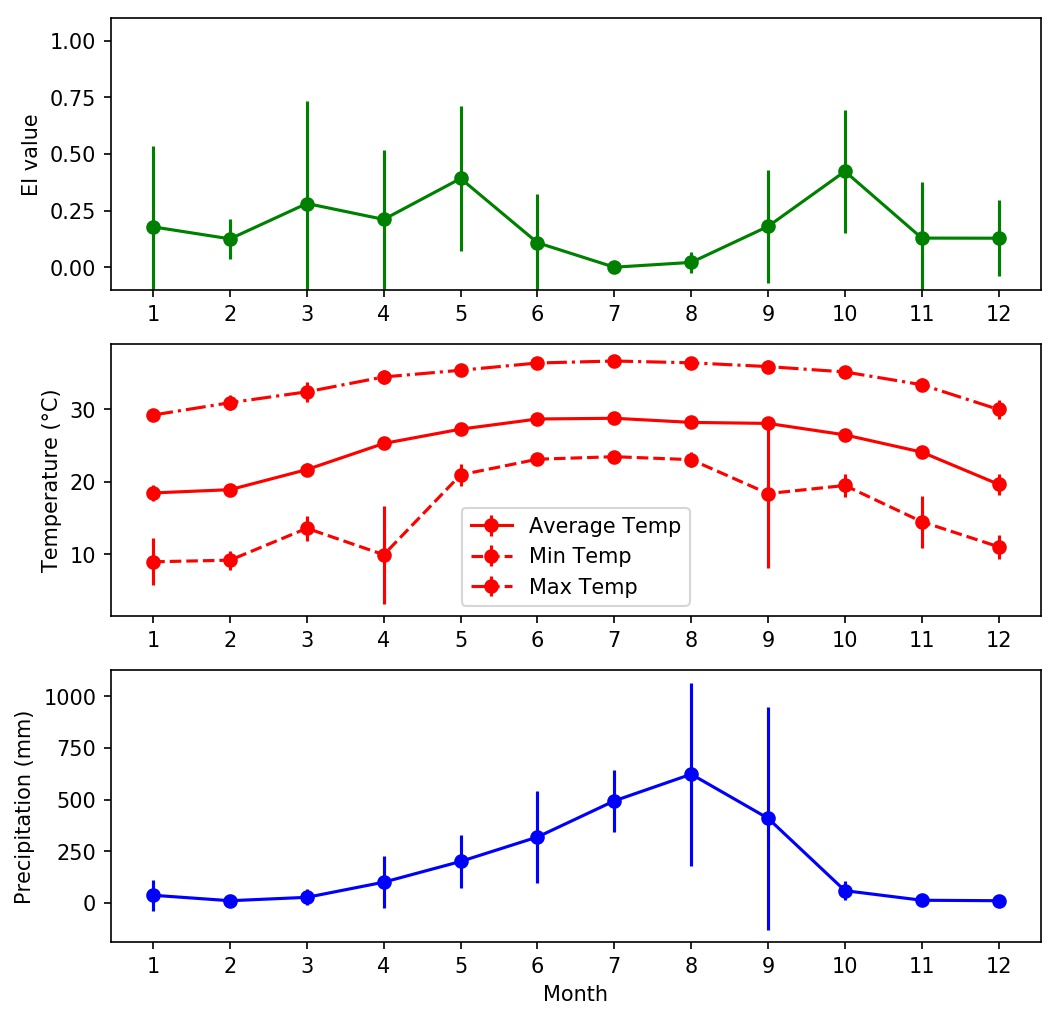 EI value
1.00
0.75
0.50
0.25
0.00
1 2 3 4 5 6 7 8 9 10 11 12
Temperature (°C)
30
20
10
Average Temp
Min Temp
Max Temp
1 2 3 4 5 6 7 8 9 10 11 12
Precipitation (mm)
1000
750
500
250
0
1 2 3 4 5 6 7 8 9 10 11 12
Month